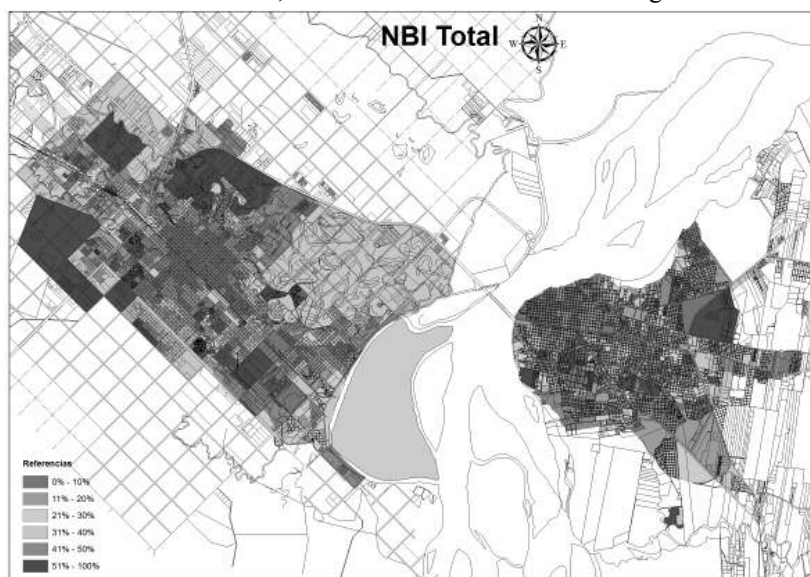 NBI Total
N
W E
S
Referencias
0% - 10%
11% - 20%
21% - 30%
31% - 40%
41% - 50%
51% - 100%